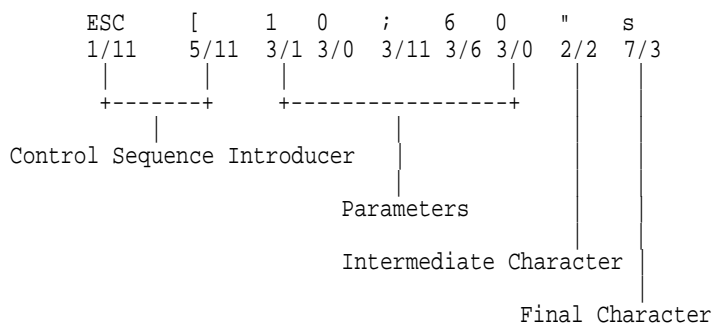 ESC [ 1 0 ; 6 0 " s
1/11 5/11 3/1 3/0 3/11 3/6 3/0 2/2 7/3
Control Sequence Introducer
Parameters
Intermediate Character
Final Character